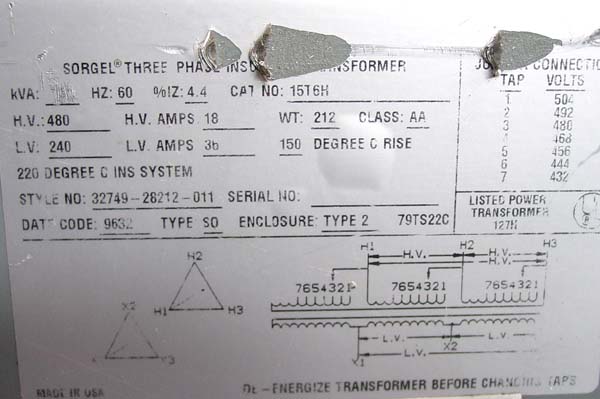 SORGEL® THREE PHASE TRANSFORMER
KVA: HZ: 60 %IZ: 4.4 CAT NO: 15T6H
H.V.: 480 H.V. AMPS 18 WT: 212 CLASS: AA
L.V: 240 L.V. AMPS 36 150 DEGREE C RISE
220 DEGREE C INS SYSTEM
STYLE NO: 32749-28212-011 SERIAL NO:
DATE CODE: 9632 TYPE SO ENCLOSURE: TYPE 2 79TS22C
CONNECTION
TAP VOLTS
1 504
2 492
3 480
4 468
5 456
6 444
7 432
LISTED POWER
TRANSFORMER
127H
H2
H1 H3
X2
X3
H1 H2 H3
H.V. H.V.
H.V.
7654321 7654321 7654321
L.V. L.V.
X1 X2
L.V.
MADE IN USA
DE-ENERGIZE TRANSFORMER BEFORE CHANGING TAPS